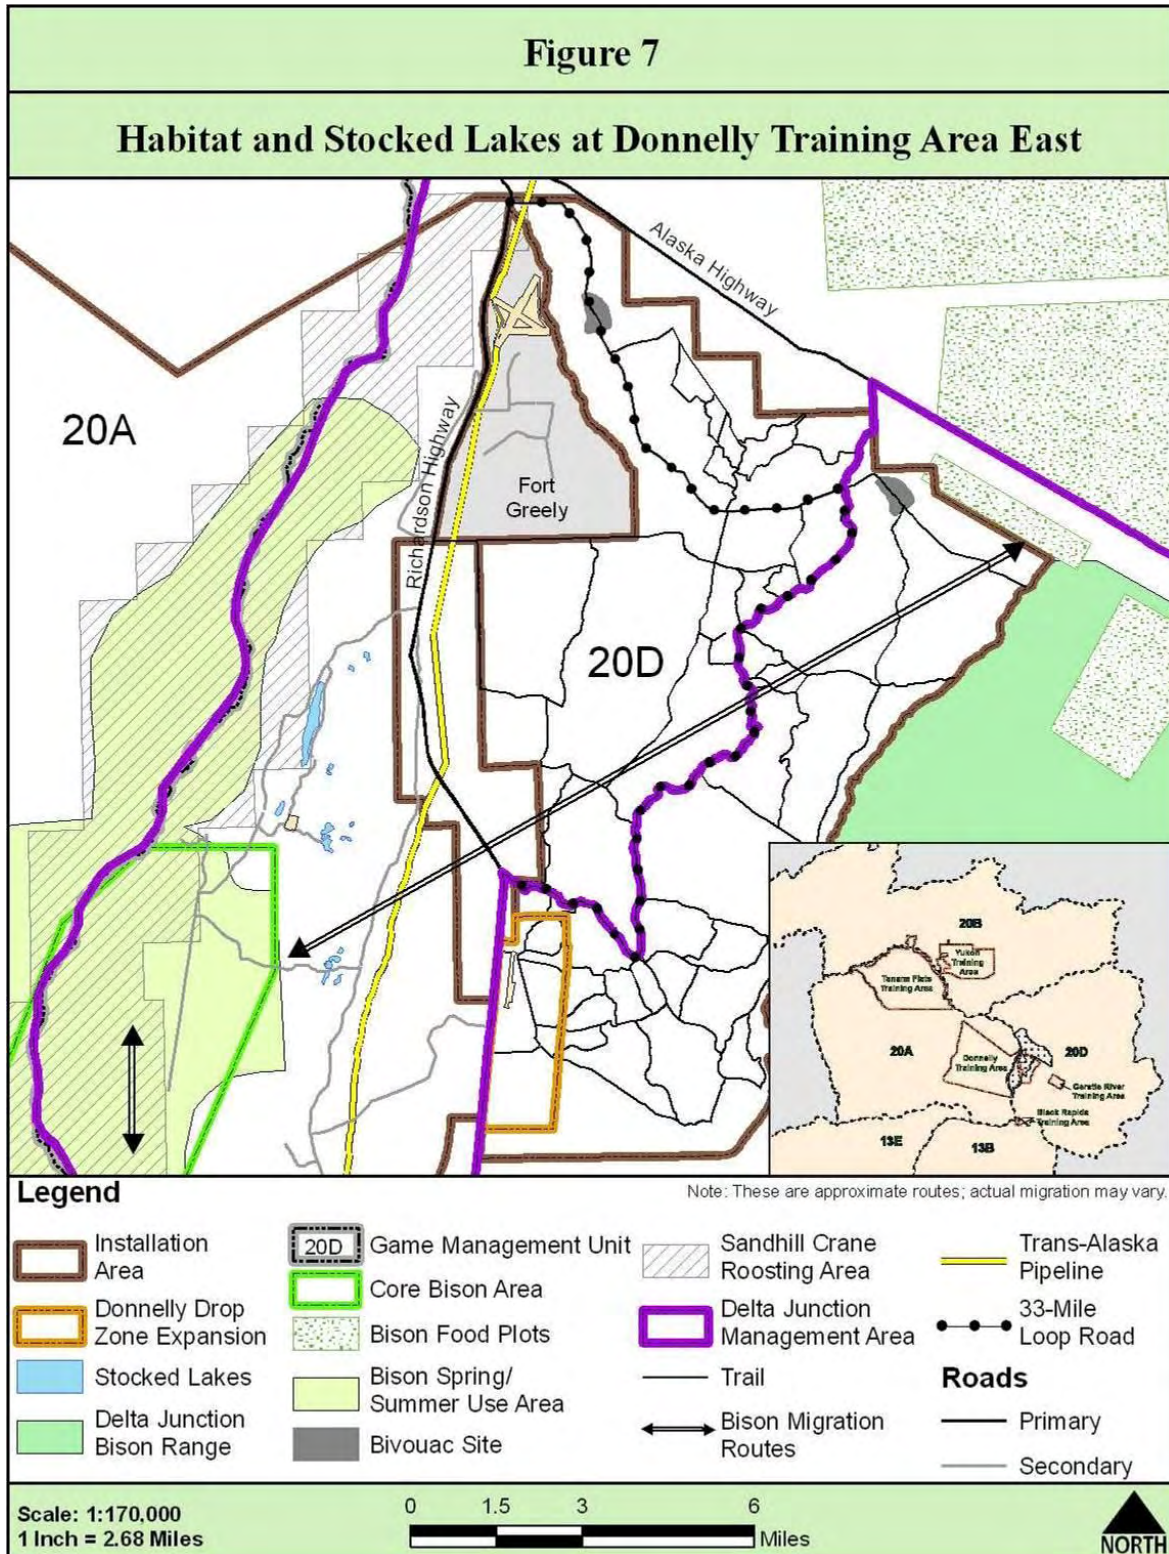 Figure 7
Habitat and Stocked Lakes at Donnelly Training Area East
Alaska Highway
20A
Richardson Highway
Fort
Greely
20D
20B
Yukon
Training
Area
Tanana Flats
Training Area
20A
Donnelly
Training Area
20D
Gerstle River
Training Area
Black Rapids
Training Area
13E
13B
Legend
Note: These are approximate routes; actual migration may vary.
Installation
Area
Donnelly Drop
Zone Expansion
Stocked Lakes
Delta Junction
Bison Range
20D
Game Management Unit
Core Bison Area
Bison Food Plots
Bison Spring/
Summer Use Area
Bivouac Site
Sandhill Crane
Roosting Area
Delta Junction
Management Area
Trail
Bison Migration
Routes
Trans-Alaska
Pipeline
33-Mile
Loop Road
Roads
Primary
Secondary
Scale: 1:170,000
1 Inch = 2.68 Miles
0 1.5 3 6
Miles
NORTH